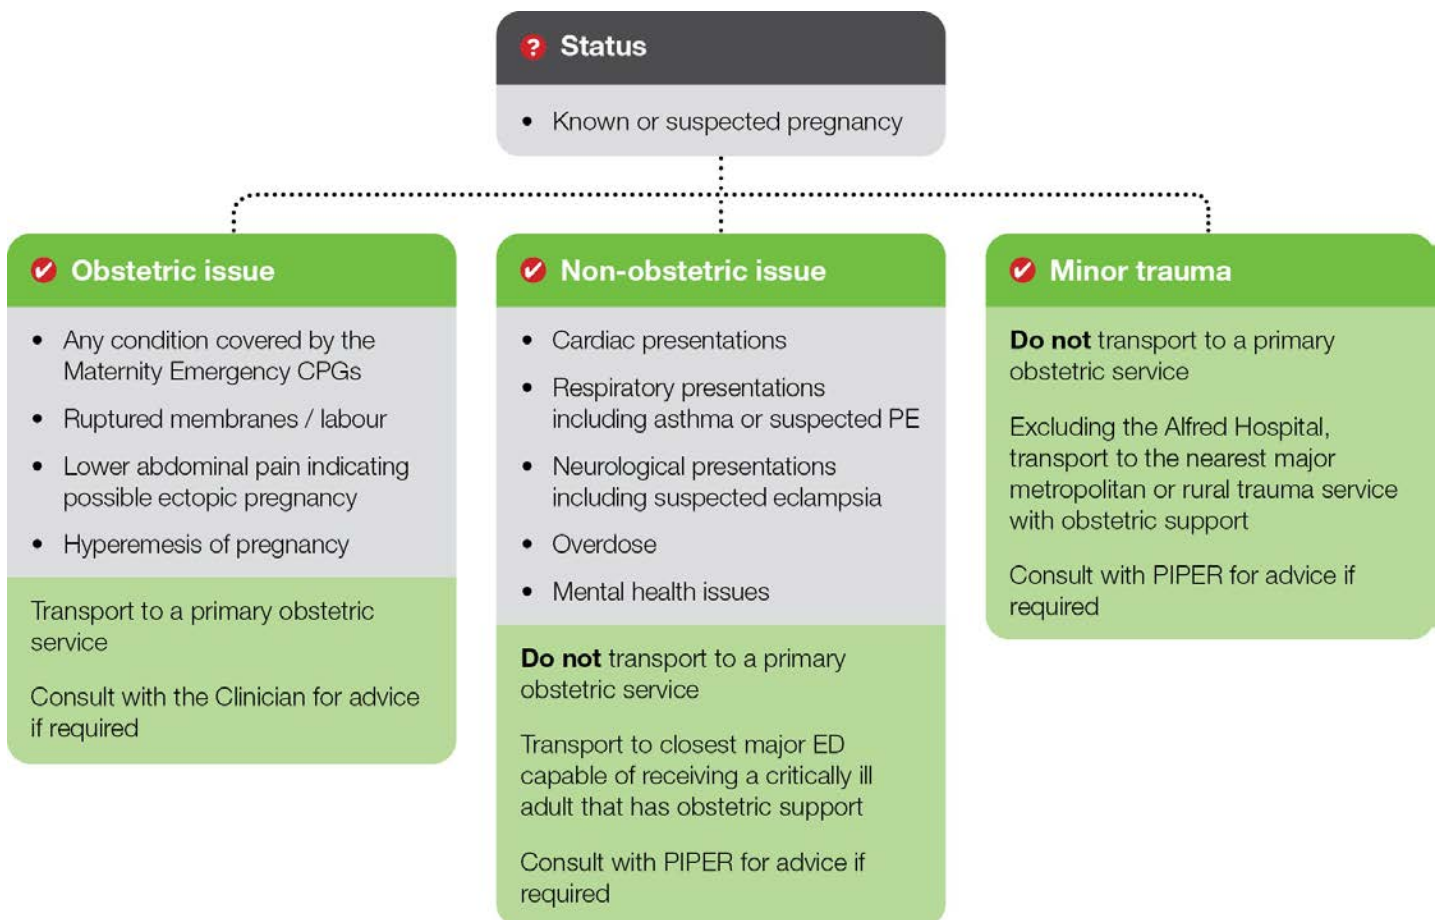 Status
• Known or suspected pregnancy
Obstetric issue
• Any condition covered by the
Maternity Emergency CPGs
• Ruptured membranes / labour
• Lower abdominal pain indicating
possible ectopic pregnancy
• Hyperemesis of pregnancy
Transport to a primary obstetric
service
Consult with the Clinician for advice
if required
Non-obstetric issue
• Cardiac presentations
• Respiratory presentations
including asthma or suspected PE
• Neurological presentations
including suspected eclampsia
• Overdose
• Mental health issues
Do not transport to a primary
obstetric service
Transport to closest major ED
capable of receiving a critically ill
adult that has obstetric support
Consult with PIPER for advice if
required
Minor trauma
Do not transport to a primary
obstetric service
Excluding the Alfred Hospital,
transport to the nearest major
metropolitan or rural trauma service
with obstetric support
Consult with PIPER for advice if
required